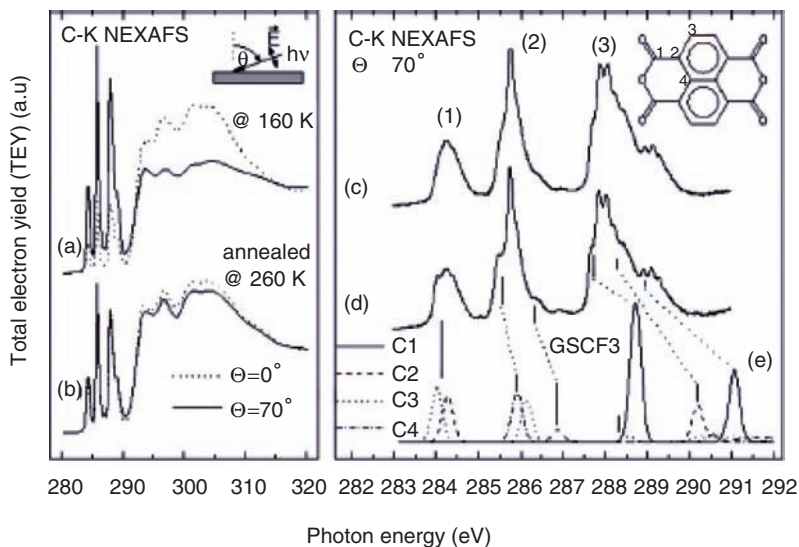 C-K NEXAFS
θ
hν
@ 160 K
(a)
annealed
@ 260 K
(b)
Θ=0°
Θ=70°
280 290 300 310 320
Total electron yield (TEY) (a.u)
C-K NEXAFS
Θ 70°
(1)
(2)
(3)
1 2 3
4
O O
O O
O O
(c)
(d)
GSCF3
(e)
C1
C2
C3
C4
282 283 284 285 286 287 288 289 290 291 292
Photon energy (eV)